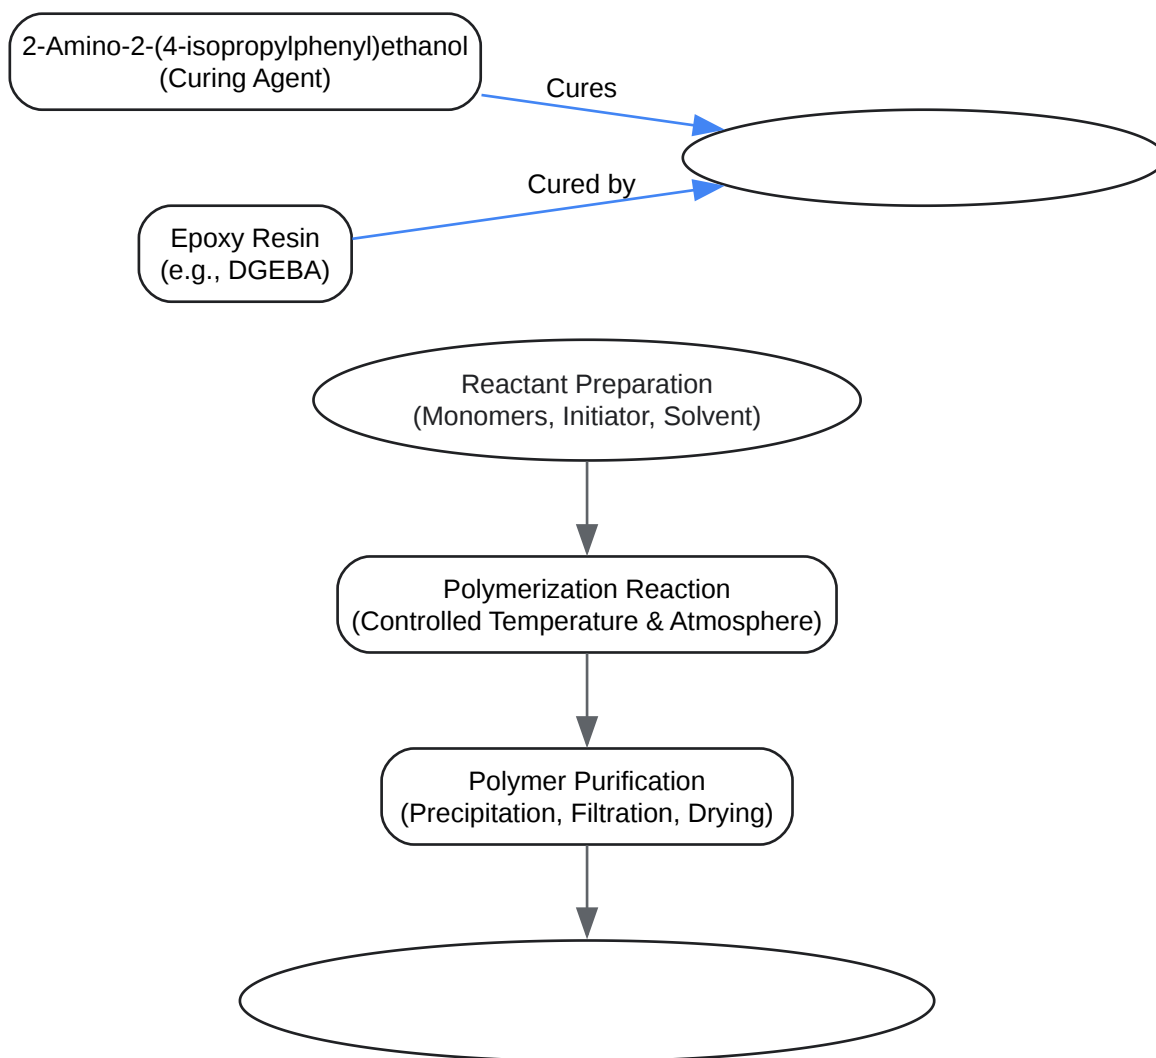 2-Amino-2-(4-isopropylphenyl)ethanol
(Curing Agent)
Cures
Cured by
Epoxy Resin
(e.g., DGEBA)
Reactant Preparation
(Monomers, Initiator, Solvent)
Polymerization Reaction
(Controlled Temperature & Atmosphere)
Polymer Purification
(Precipitation, Filtration, Drying)